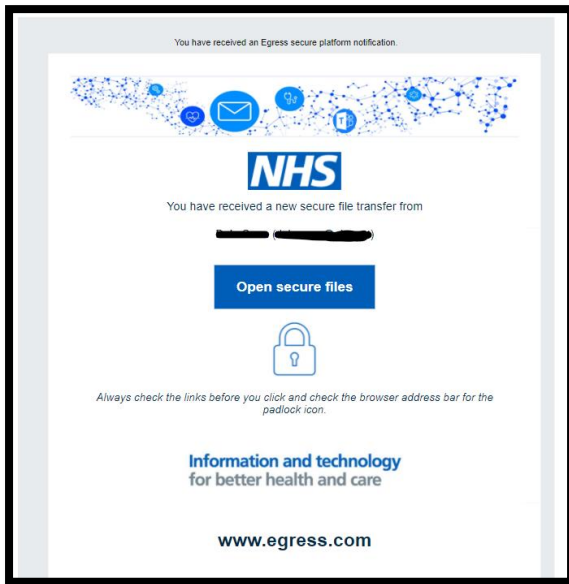 You have received an Egress secure platform notification.
NHS
You have received a new secure file transfer from
Open secure files
Always check the links before you click and check the browser address bar for the
padlock icon.
Information and technology
for better health and care
www.egress.com